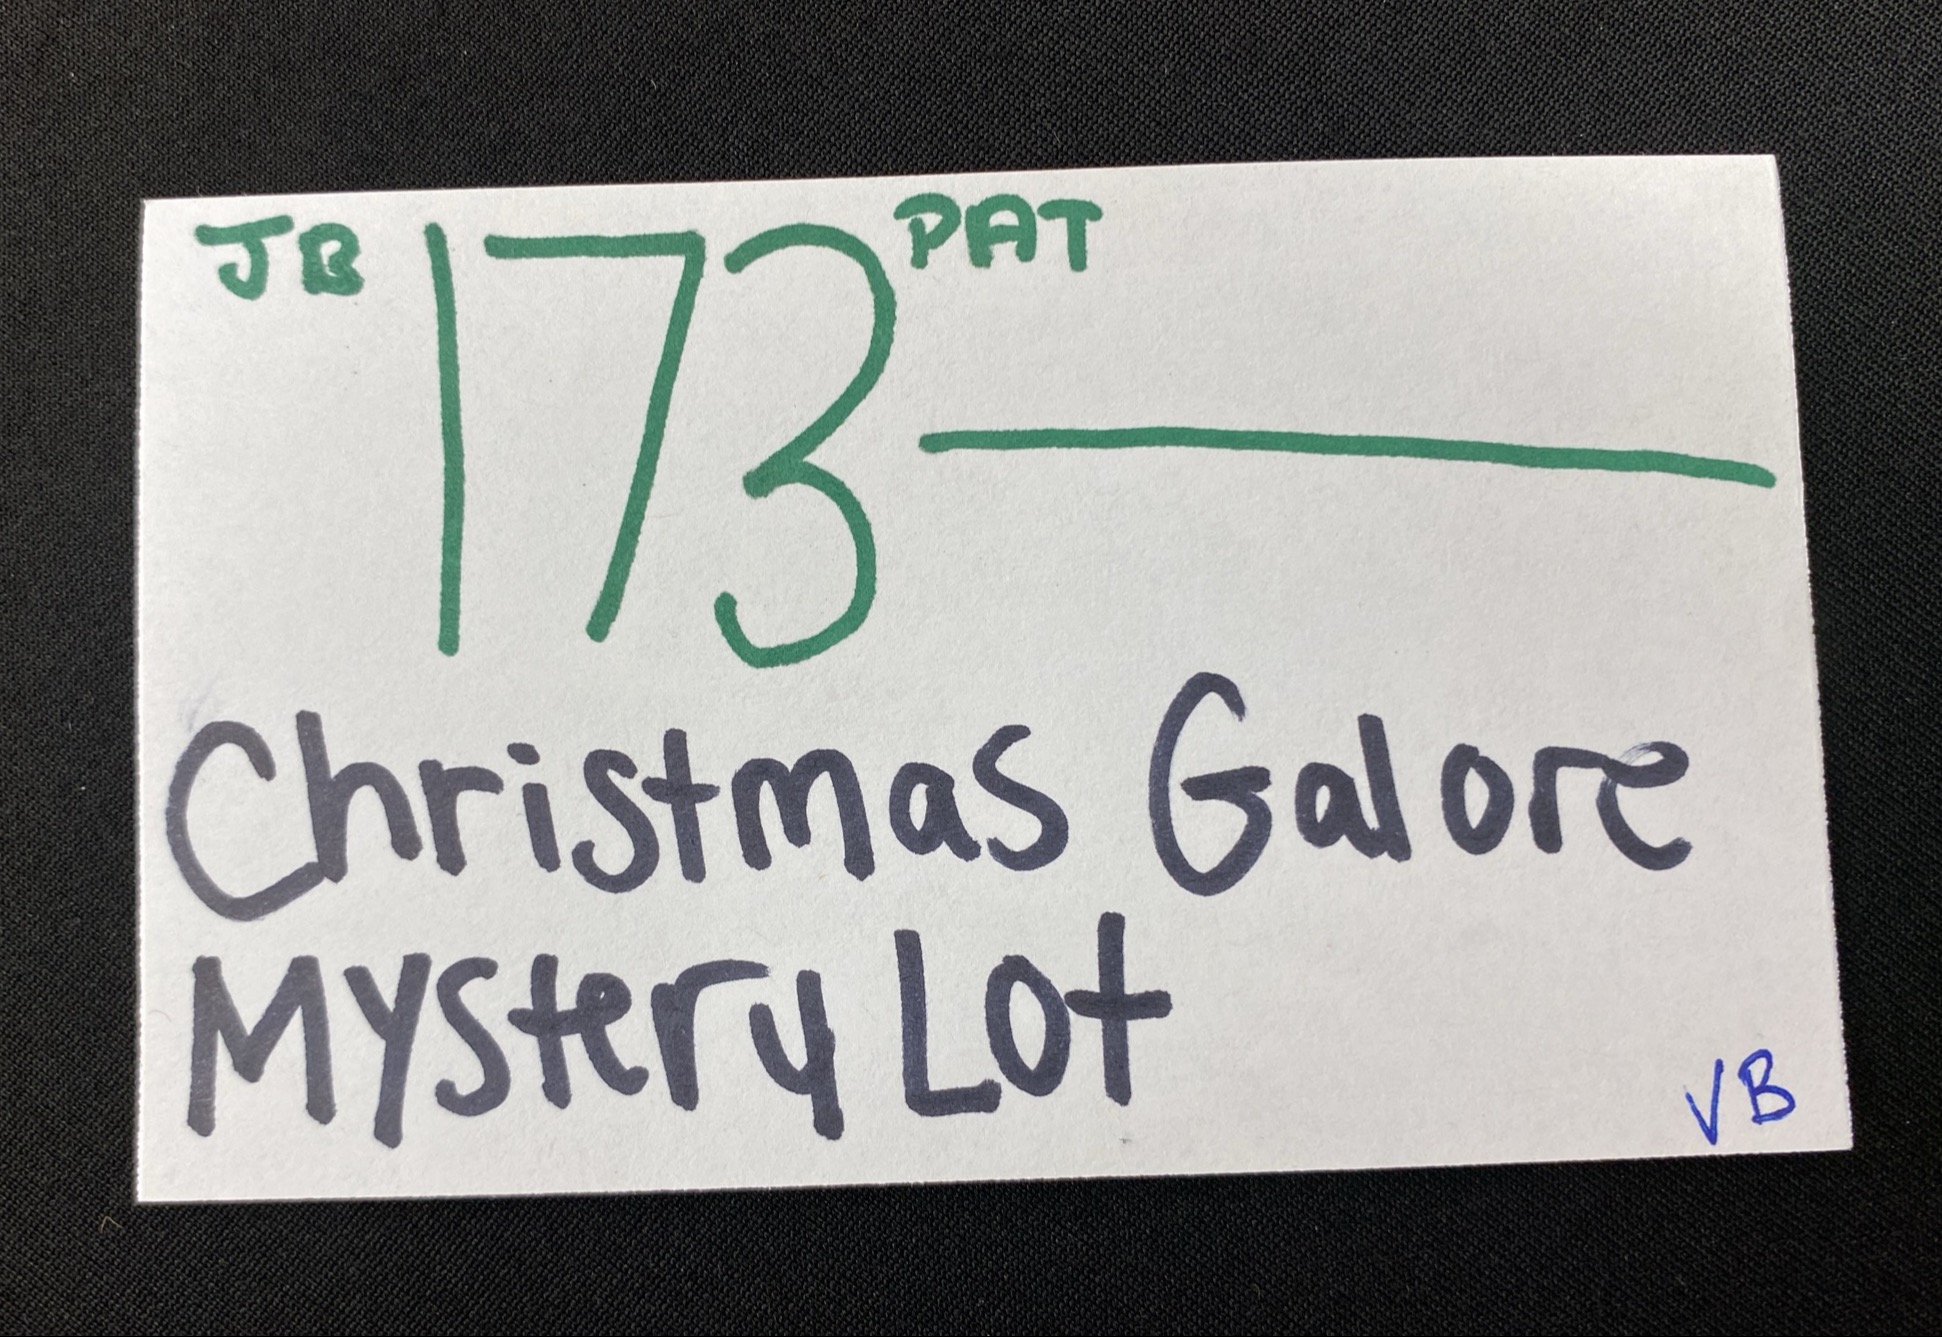 JB 173 PAT
Christmas Galore
Mystery Lot
VB